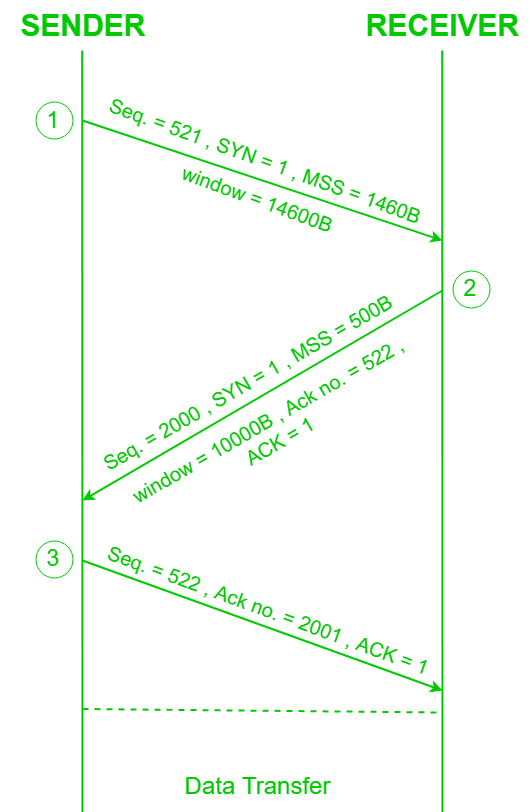 SENDER
RECEIVER
1
Seq. = 521 , SYN = 1 , MSS = 1460B
window = 14600B
2
Seq. = 2000 , SYN = 1 , MSS = 500B
window = 10000B , Ack no. = 522 ,
ACK = 1
3
Seq. = 522 , Ack no. = 2001 , ACK = 1
Data Transfer